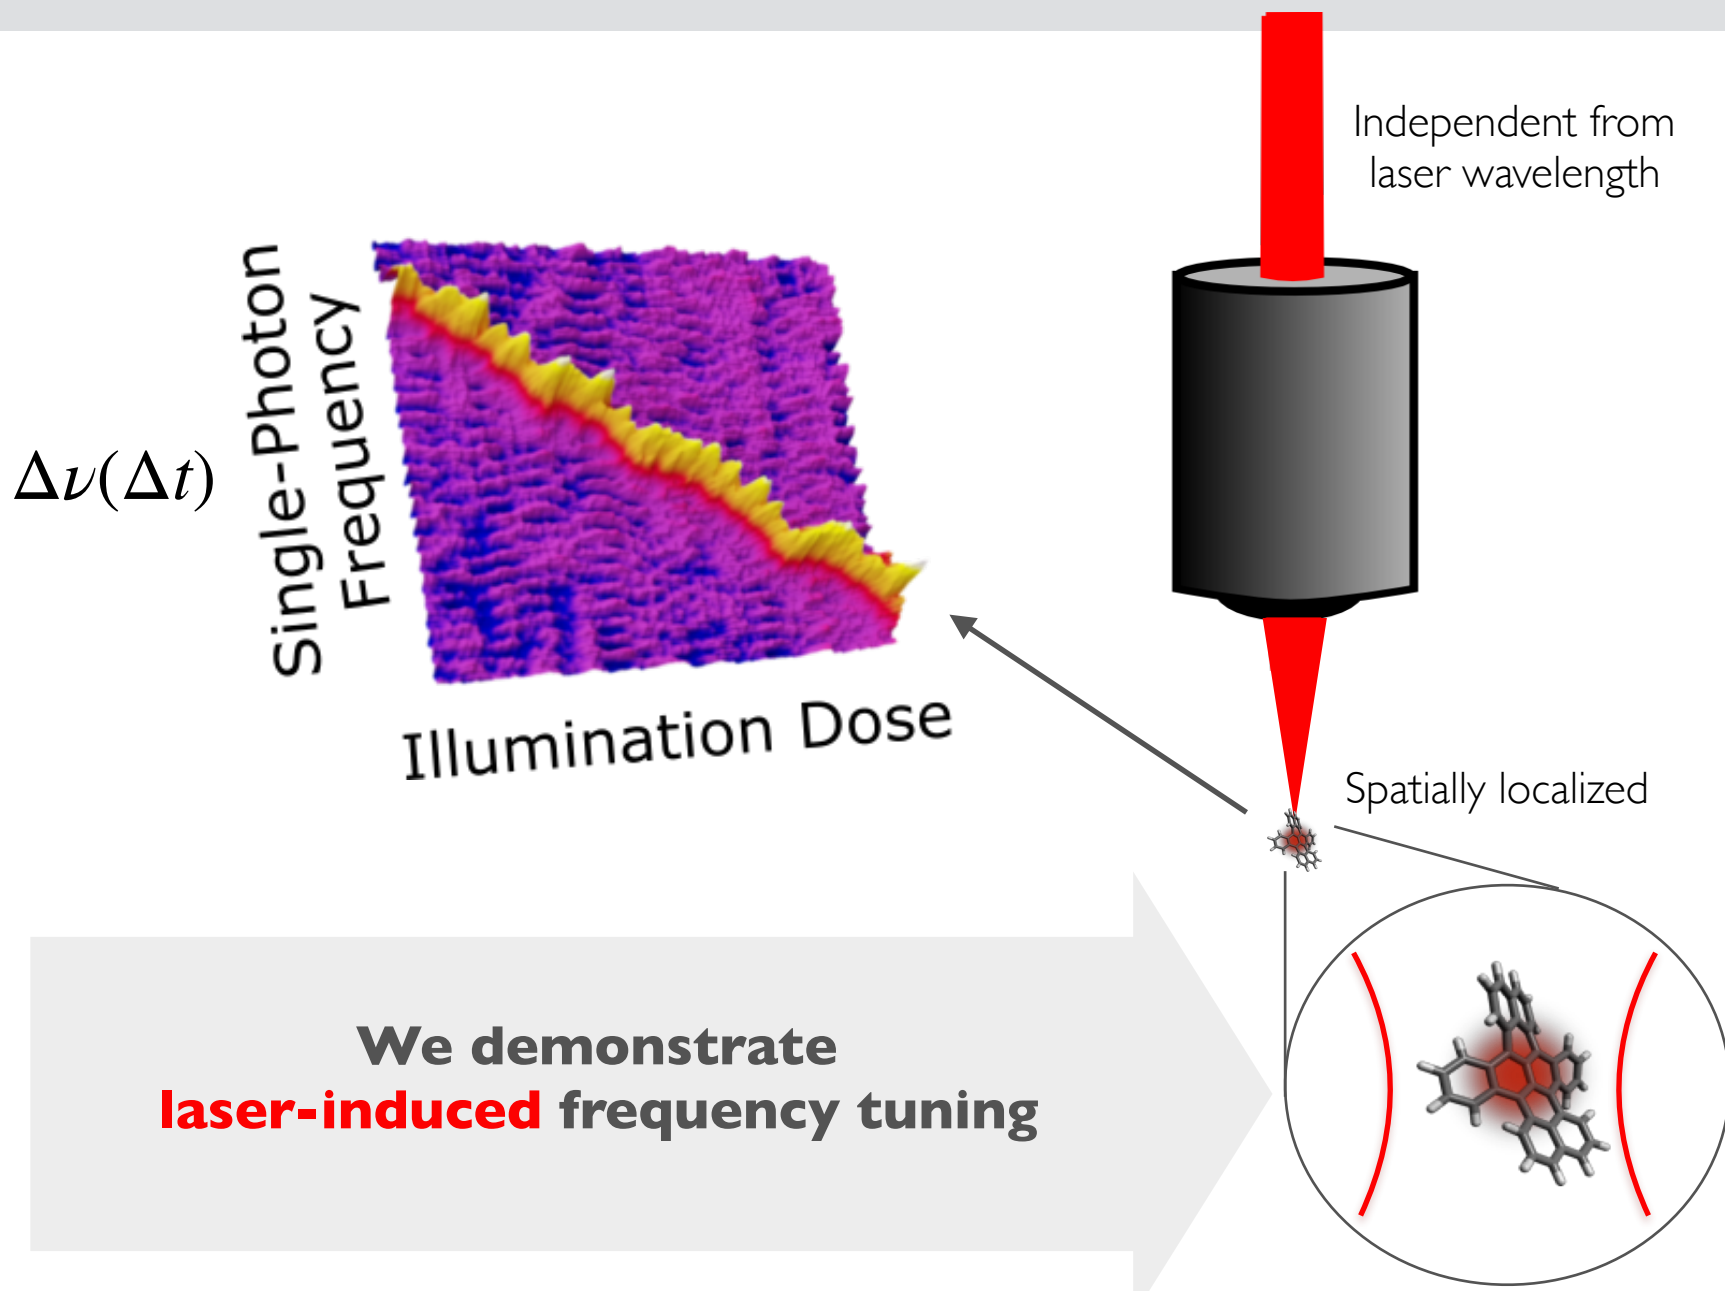 Independent from
laser wavelength
Single-Photon
Frequency
Δν(Δt)
Illumination Dose
Spatially localized
We demonstrate
laser-induced frequency tuning